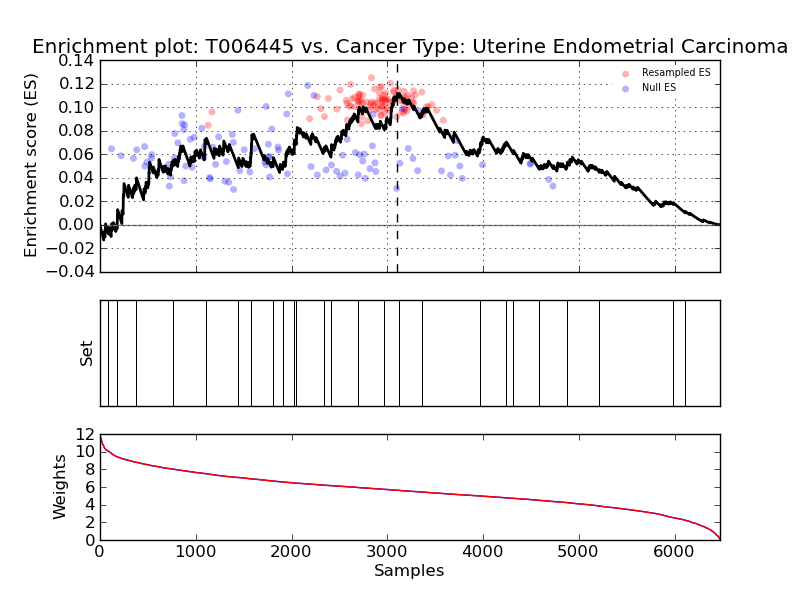 Enrichment plot: T006445 vs. Cancer Type: Uterine Endometrial Carcinoma
0.14
0.12
0.10
0.08
0.06
0.04
0.02
0.00
−0.02
−0.04
Enrichment score (ES)
Resampled ES
Null ES
Set
12
10
8
6
4
2
0
Weights
0 1000 2000 3000 4000 5000 6000
Samples